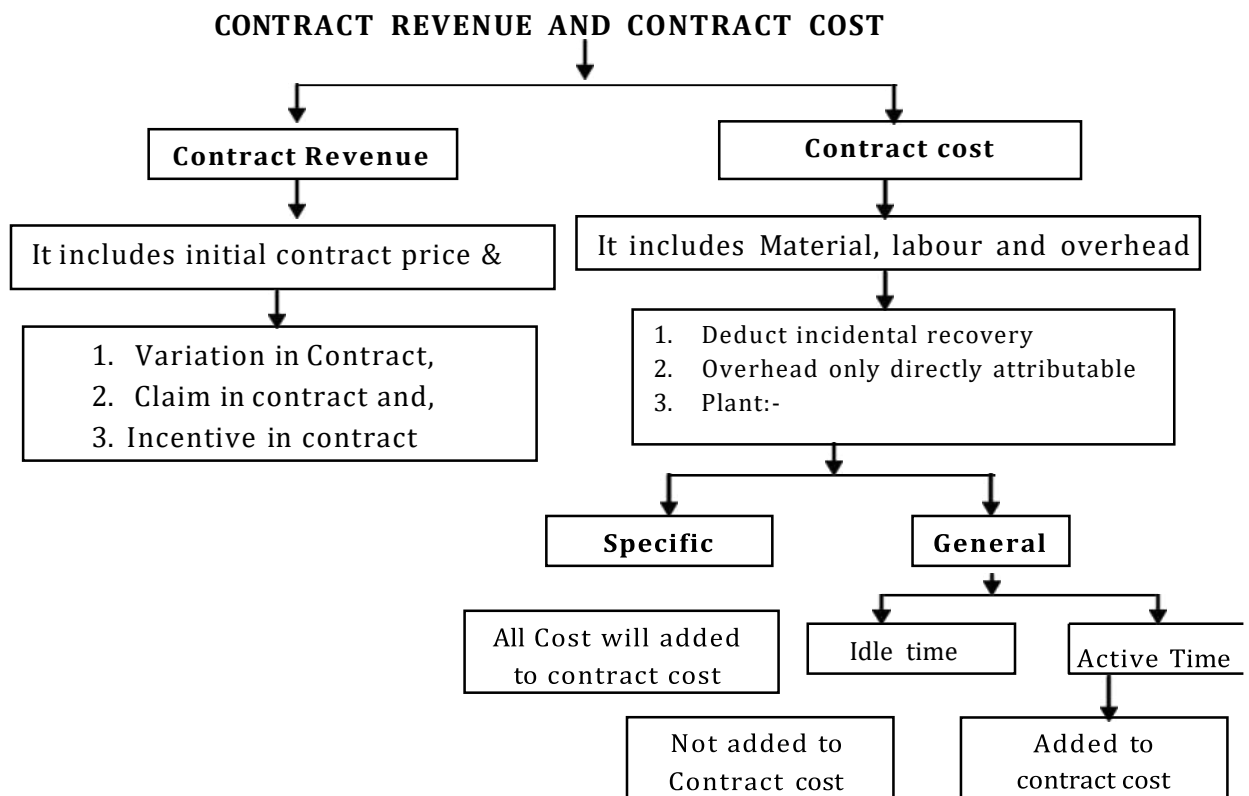 CONTRACT REVENUE AND CONTRACT COST
Contract Revenue
Contract cost
It includes initial contract price &
It includes Material, labour and overhead
1. Variation in Contract,
2. Claim in contract and,
3. Incentive in contract
1. Deduct incidental recovery
2. Overhead only directly attributable
3. Plant:-
Specific
General
All Cost will added
to contract cost
Idle time
Active Time
Not added to
Contract cost
Added to
contract cost